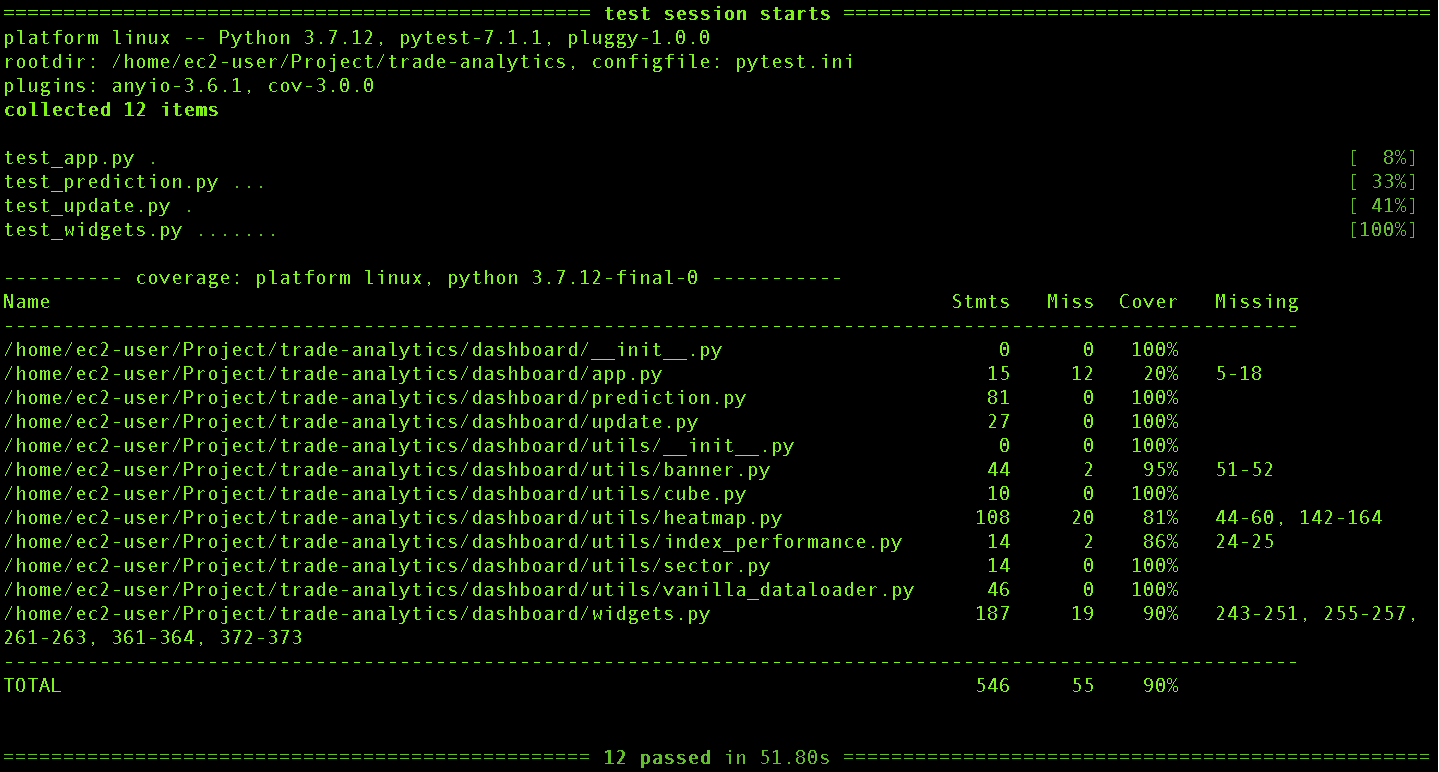 ================================================= test session starts =================================================
platform linux -- Python 3.7.12, pytest-7.1.1, pluggy-1.0.0
rootdir: /home/ec2-user/Project/trade-analytics, configfile: pytest.ini
plugins: anyio-3.6.1, cov-3.0.0
collected 12 items
test_app.py . [  8%]
test_prediction.py ... [ 33%]
test_update.py . [ 41%]
test_widgets.py ....... [100%]
---------- coverage: platform linux, python 3.7.12-final-0 -----------
Name Stmts Miss Cover Missing
------------------------------------------------------------------------------------------------------------
/home/ec2-user/Project/trade-analytics/dashboard/__init__.py 0 0 100%
/home/ec2-user/Project/trade-analytics/dashboard/app.py 15 12 20% 5-18
/home/ec2-user/Project/trade-analytics/dashboard/prediction.py 81 0 100%
/home/ec2-user/Project/trade-analytics/dashboard/update.py 27 0 100%
/home/ec2-user/Project/trade-analytics/dashboard/utils/__init__.py 0 0 100%
/home/ec2-user/Project/trade-analytics/dashboard/utils/banner.py 44 2 95% 51-52
/home/ec2-user/Project/trade-analytics/dashboard/utils/cube.py 10 0 100%
/home/ec2-user/Project/trade-analytics/dashboard/utils/heatmap.py 108 20 81% 44-60, 142-164
/home/ec2-user/Project/trade-analytics/dashboard/utils/index_performance.py 14 2 86% 24-25
/home/ec2-user/Project/trade-analytics/dashboard/utils/sector.py 14 0 100%
/home/ec2-user/Project/trade-analytics/dashboard/utils/vanilla_dataloader.py 46 0 100%
/home/ec2-user/Project/trade-analytics/dashboard/widgets.py 187 19 90% 243-251, 255-257,
261-263, 361-364, 372-373
------------------------------------------------------------------------------------------------------------
TOTAL 546 55 90%
================================================= 12 passed in 51.80s =================================================